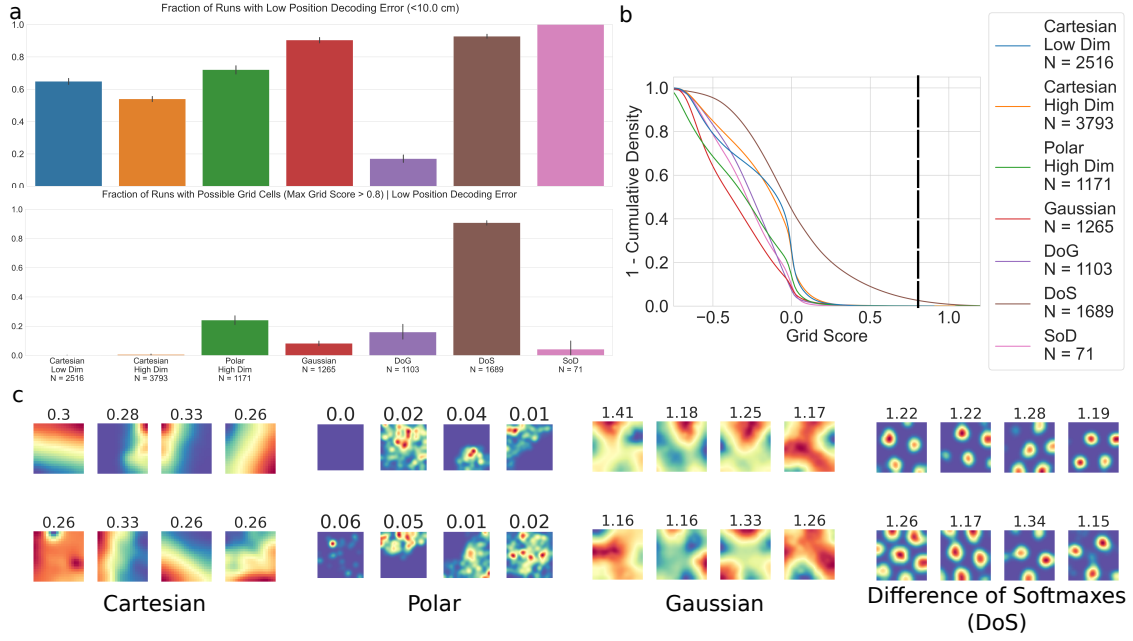 a
Fraction of Runs with Low Position Decoding Error (<10.0 cm)
1.0
0.8
0.6
0.4
0.2
0.0
Fraction of Runs with Possible Grid Cells (Max Grid Score > 0.8) | Low Position Decoding Error
1.0
0.8
0.6
0.4
0.2
0.0
Cartesian
Low Dim
N = 2516
Cartesian
High Dim
N = 3793
Polar
High Dim
N = 1171
Gaussian
N = 1265
DoG
N = 1103
DoS
N = 1689
SoD
N = 71
b
1 - Cumulative Density
1.0
0.8
0.6
0.4
0.2
0.0
−0.5 0.0 0.5 1.0
Grid Score
Cartesian
Low Dim
N = 2516
Cartesian
High Dim
N = 3793
Polar
High Dim
N = 1171
Gaussian
N = 1265
DoG
N = 1103
DoS
N = 1689
SoD
N = 71
c
0.3 0.28 0.33 0.26
0.26 0.33 0.26 0.26
Cartesian
0.0 0.02 0.04 0.01
0.06 0.05 0.01 0.02
Polar
1.41 1.18 1.25 1.17
1.16 1.16 1.33 1.26
Gaussian
1.22 1.22 1.28 1.19
1.26 1.17 1.34 1.15
Difference of Softmaxes
(DoS)